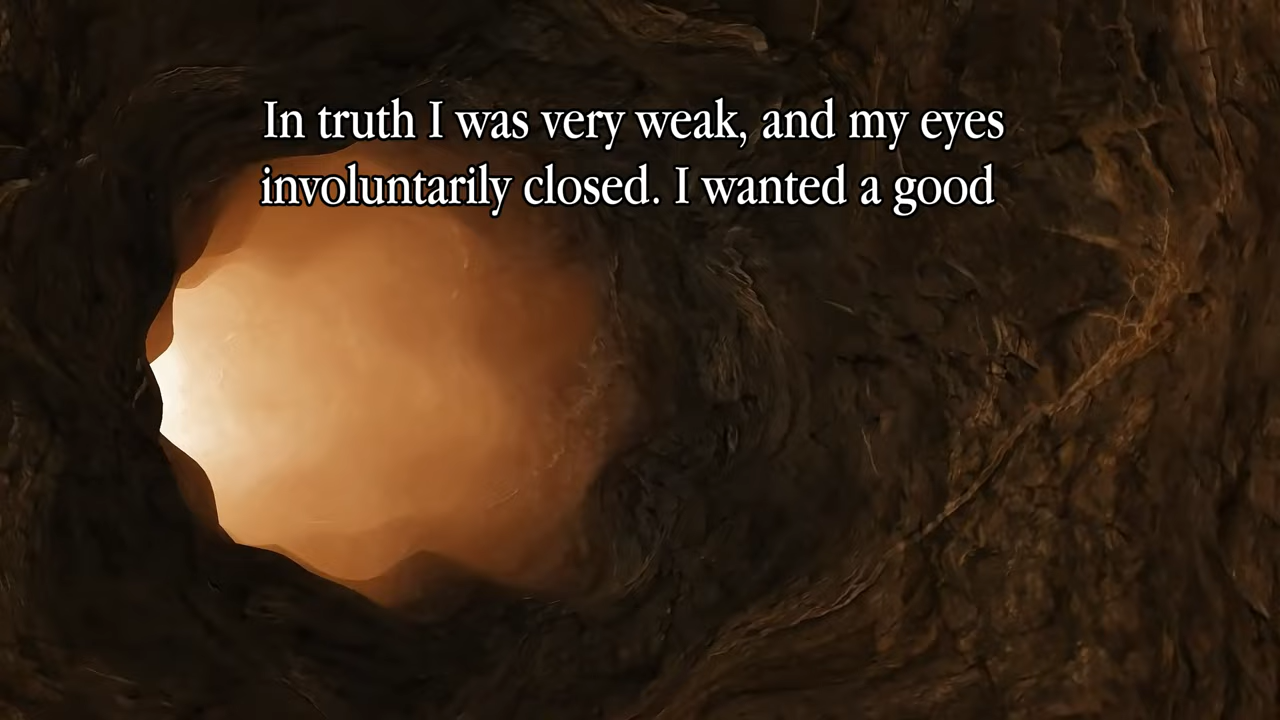 In truth I was very weak, and my eyes
involuntarily closed. I wanted a good